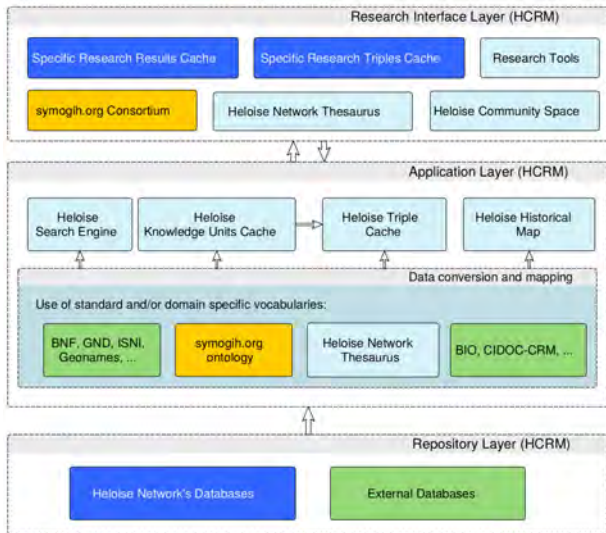 Research Interface Layer (HCRM)
Specific Research Results Cache
Specific Research Triples Cache
Research Tools
symogih.org Consortium
Heloise Network Thesaurus
Heloise Community Space
Application Layer (HCRM)
Heloise
Search Engine
Heloise
Knowledge Units Cache
Heloise Triple
Cache
Heloise Historical
Map
Data conversion and mapping
Use of standard and/or domain specific vocabularies:
BNF, GND, ISNI,
Geonames, ...
symogih.org
ontology
Heloise Network
Thesaurus
BIO, CIDOC-CRM, ...
Repository Layer (HCRM)
Heloise Network's Databases
External Databases